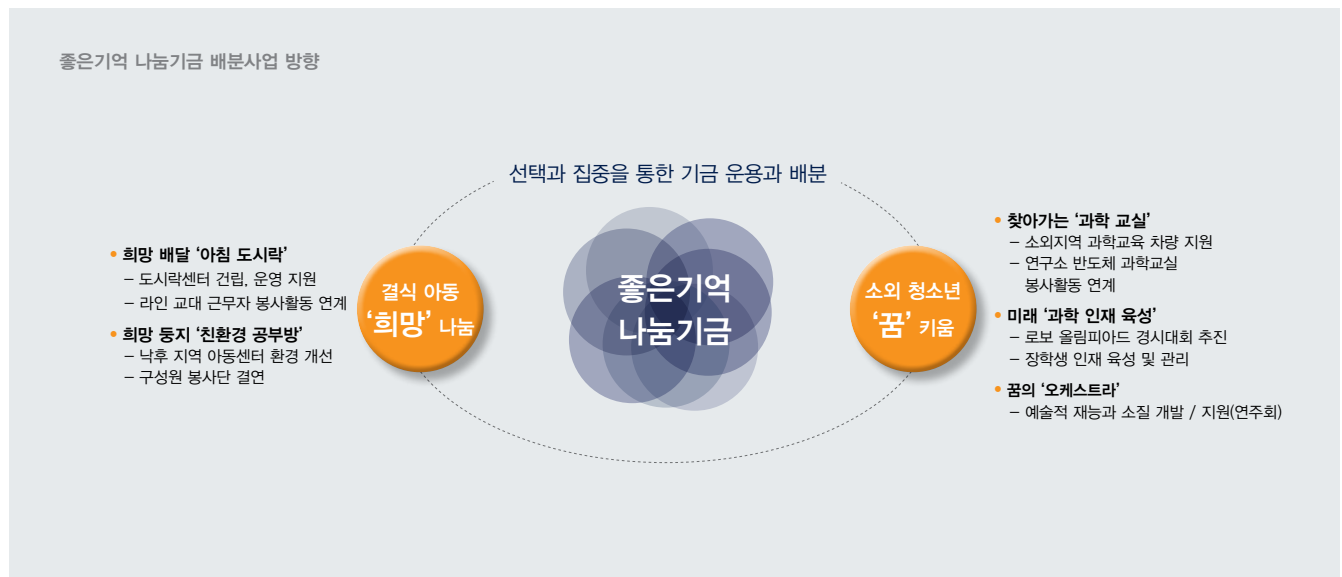 좋은기억 나눔기금 배분사업 방향
선택과 집중을 통한 기금 운용과 배분
• 희망 배달 ‘아침 도시락’
– 도시락센터 건립, 운영 지원
– 라인 교대 근무자 봉사활동 연계
• 희망 둥지 ‘친환경 공부방’
– 낙후 지역 아동센터 환경 개선
– 구성원 봉사단 결연
결식 아동
‘희망’ 나눔
좋은기억
나눔기금
소외 청소년
‘꿈’ 키움
• 찾아가는 ‘과학 교실’
– 소외지역 과학교육 차량 지원
– 연구소 반도체 과학교실
봉사활동 연계
• 미래 ‘과학 인재 육성’
– 로보 올림피아드 경시대회 추진
– 장학생 인재 육성 및 관리
• 꿈의 ‘오케스트라’
– 예술적 재능과 소질 개발 / 지원(연주회)